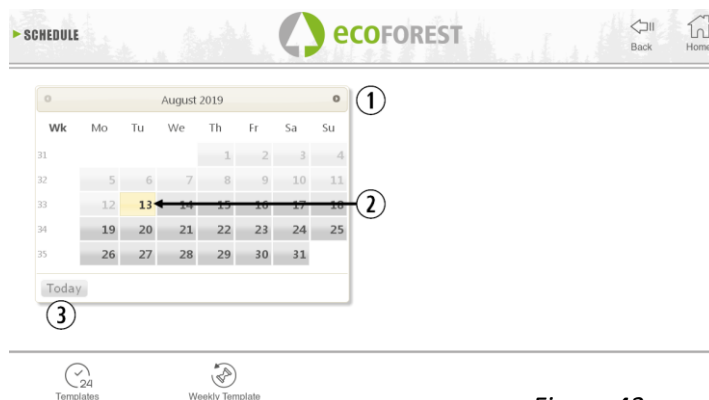 SCHEDULE
ecoFOREST
Back
Home
August 2019
1
Wk Mo Tu We Th Fr Sa Su
31 1 2 3 4
32 5 6 7 8 9 10 11
33 12 13 14 15 16 17 18
2
34 19 20 21 22 23 24 25
35 26 27 28 29 30 31
Today
3
24
Templates
Weekly Template